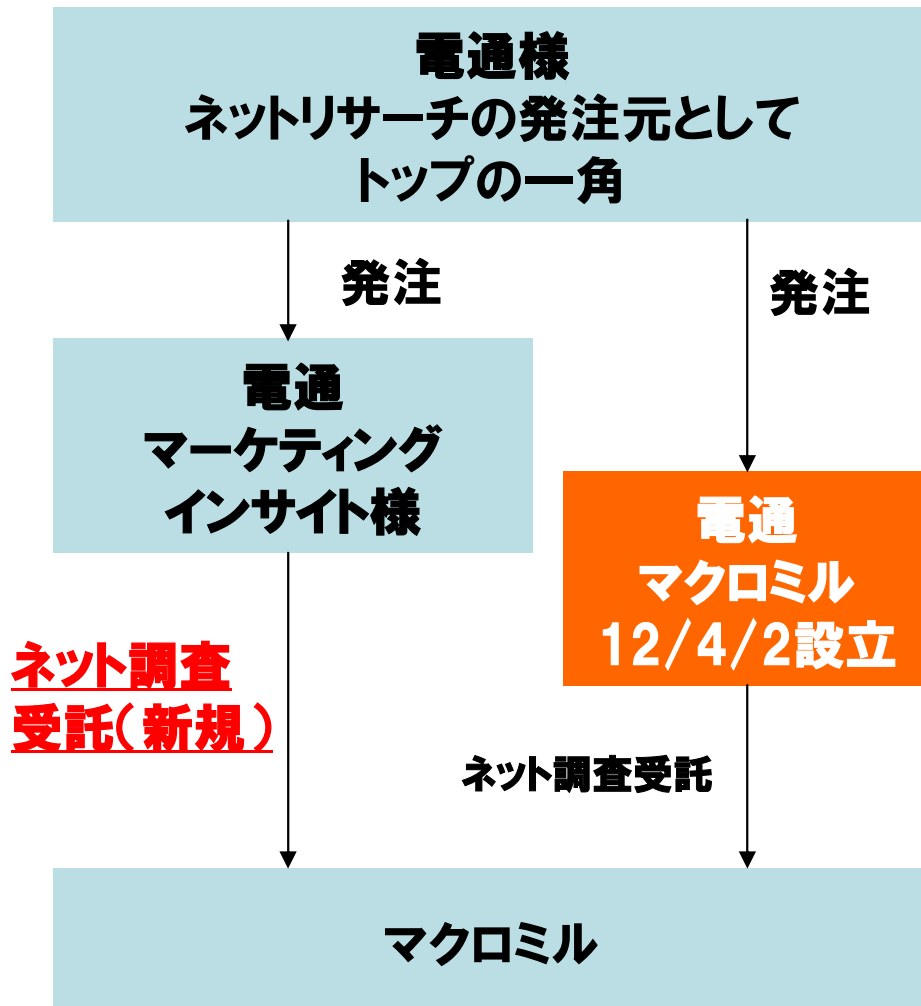 電通様
ネットリサーチの発注元として
トップの一角
発注
発注
電通
マーケティング
インサイト様
電通
マクロミル
12/4/2設立
ネット調査
受託(新規)
ネット調査受託
マクロミル